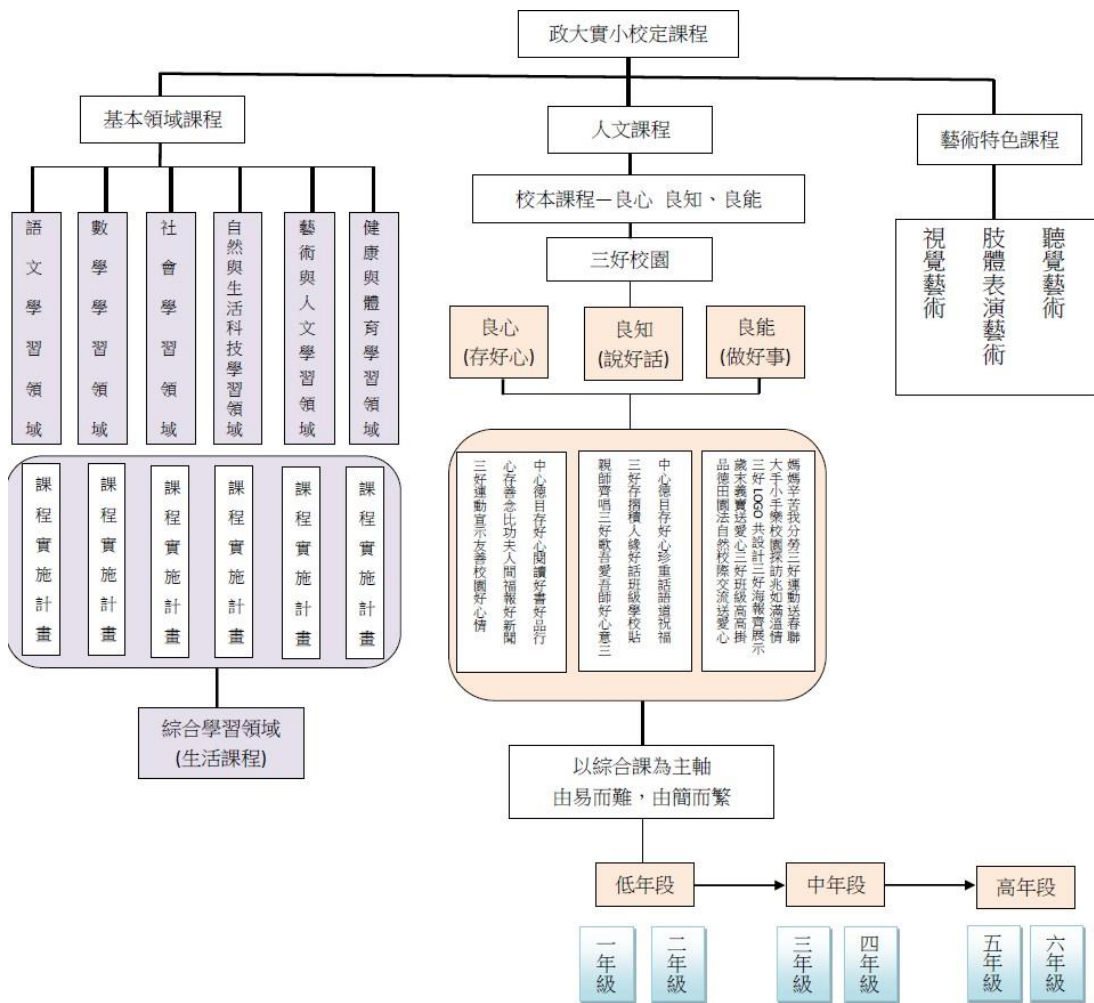 政大實小校定課程
基本領域課程
人文課程
藝術特色課程
校本課程－良心 良知、良能
三好校園
語文學習領域
數學學習領域
社會學習領域
自然與生活科技學習領域
藝術與人文學習領域
健康與體育學習領域
聽覺藝術
肢體表演藝術
視覺藝術
良心
(存好心)
良知
(說好話)
良能
(做好事)
課程實施計畫
課程實施計畫
課程實施計畫
課程實施計畫
課程實施計畫
課程實施計畫
中心德目存好心閱讀好書好品行
心存善念比功夫人間福報好新聞
三好運動宣示友善校園好心情
中心德目存好心珍重話語道祝福
三好存摺積人緣好話班級學校貼
親師齊唱三好歌吾愛吾師好心意三
媽媽辛苦我分勞三好運動送春聯
大手小手樂校園探訪兆如滿溫情
三好 LOGO 共設計三好海報齊展示
歲末義賣送愛心三好班級高高掛
品德田園法自然校際交流送愛心
綜合學習領域
(生活課程)
以綜合課為主軸
由易而難，由簡而繁
低年段
中年段
高年段
一年級
二年級
三年級
四年級
五年級
六年級